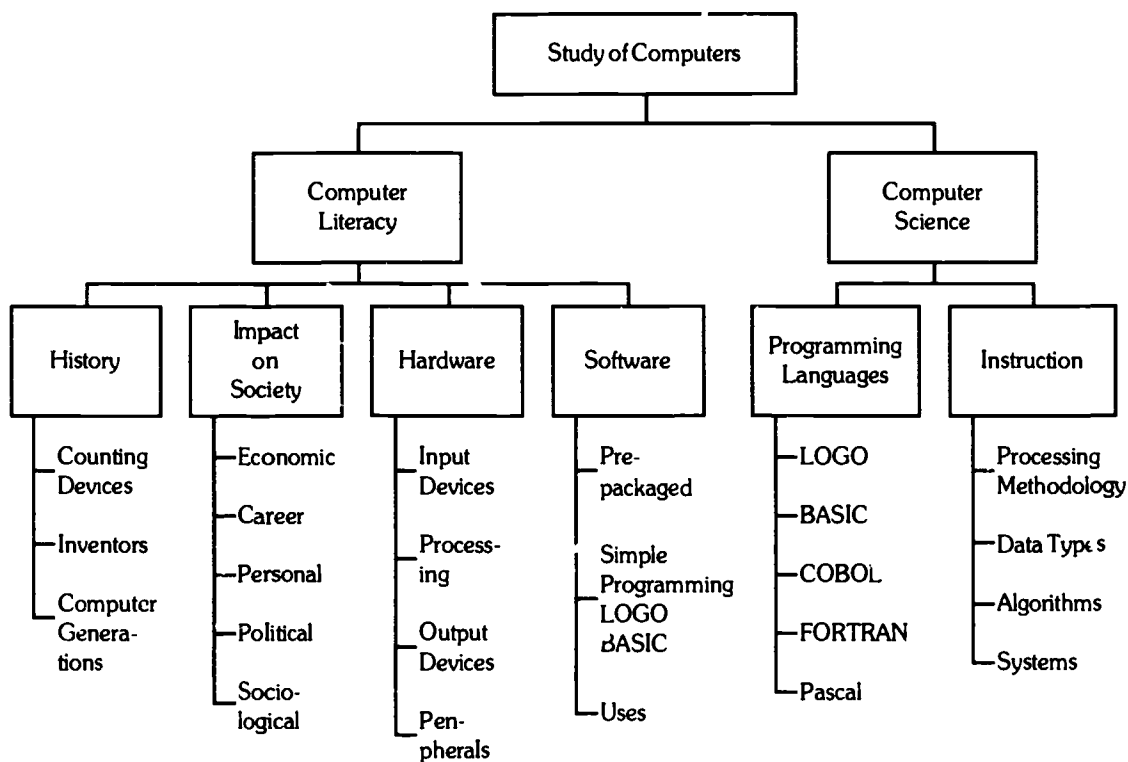 Study of Computers
Computer
Literacy
Computer
Science
History
Impact
on
Society
Hardware
Software
Programming
Languages
Instruction
Counting
Devices
Inventors
Computer
Genera-
tions
Economic
Career
Personal
Political
Socio-
logical
Input
Devices
Process-
ing
Output
Devices
Peri-
pherals
Pre-
packaged
Simple
Programming
LOGO
BASIC
Uses
LOGO
BASIC
COBOL
FORTRAN
Pascal
Processing
Methodology
Data Types
Algorithms
Systems